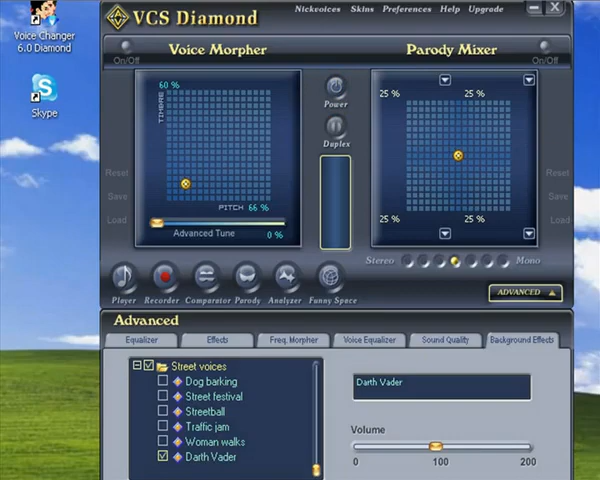 Voice Changer
6.0 Diamond
Skype
VCS Diamond
Nickvoices Skins Preferences Help Upgrade
Voice Morpher
Parody Mixer
On/Off
On/Off
60 %
TIMBRE
PITCH 66 %
Advanced Tune
0 %
Power
Duplex
25 % 25 %
25 % 25 %
Reset
Save
Load
Reset
Save
Load
Stereo
Mono
Player Recorder Comparator Parody Analyzer Funny Space
ADVANCED
Advanced
Equalizer Effects Freq. Morpher Voice Equalizer Sound Quality Background Effects
Street voices
Dog barking
Street festival
Streetball
Traffic jam
Woman walks
Darth Vader
Darth Vader
Volume
0 100 200